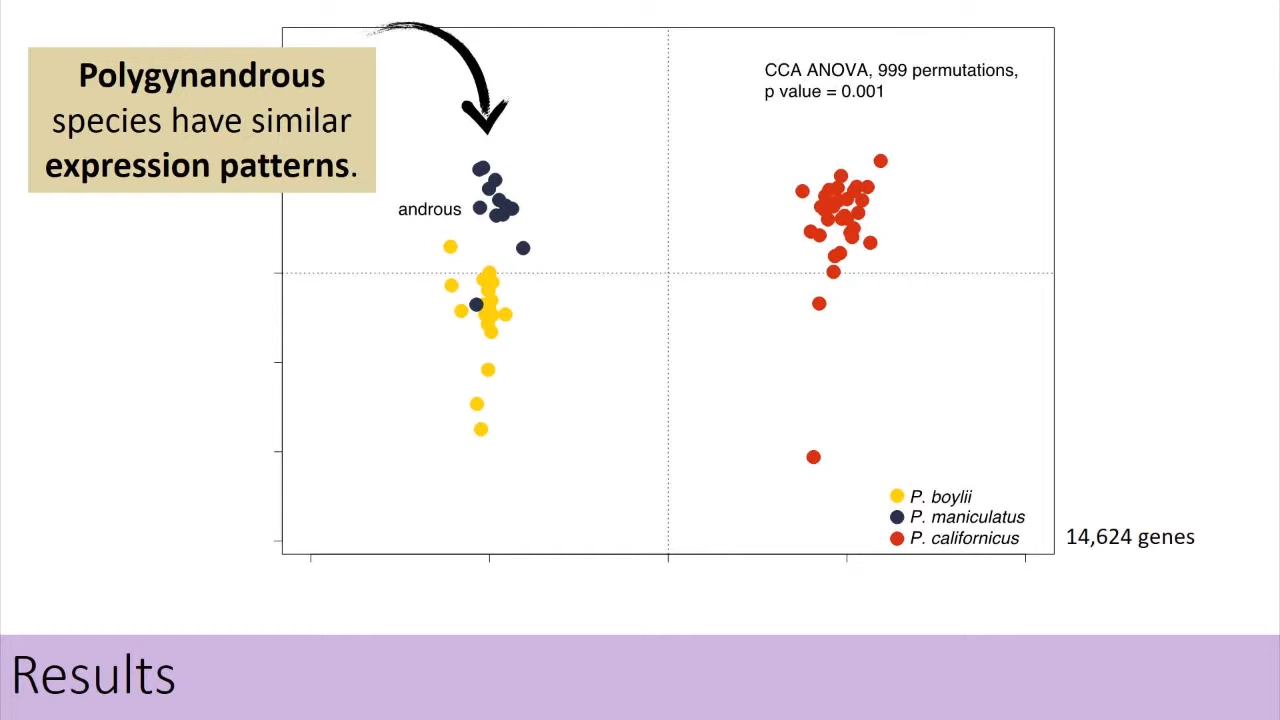 Polygynandrous
species have similar
expression patterns.
CCA ANOVA, 999 permutations,
p value = 0.001
androus
P. boylii
P. maniculatus
P. californicus
14,624 genes
Results